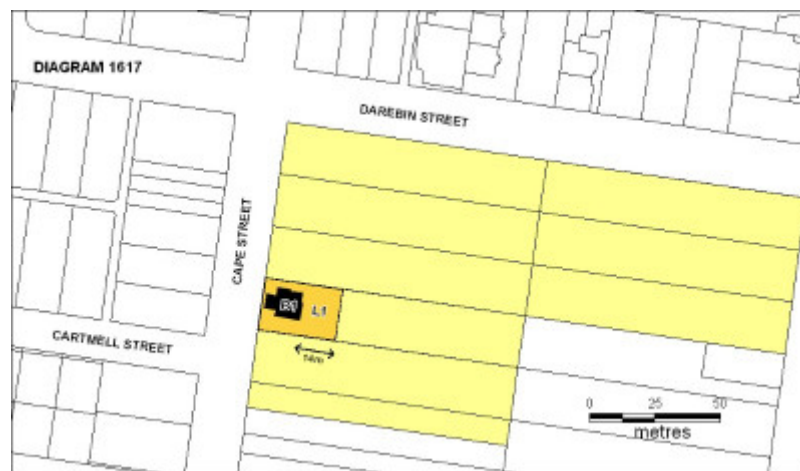 DIAGRAM 1617
DAREBIN STREET
CAPE STREET
B1
L1
14m
CARTMELL STREET
0 25 50
metres